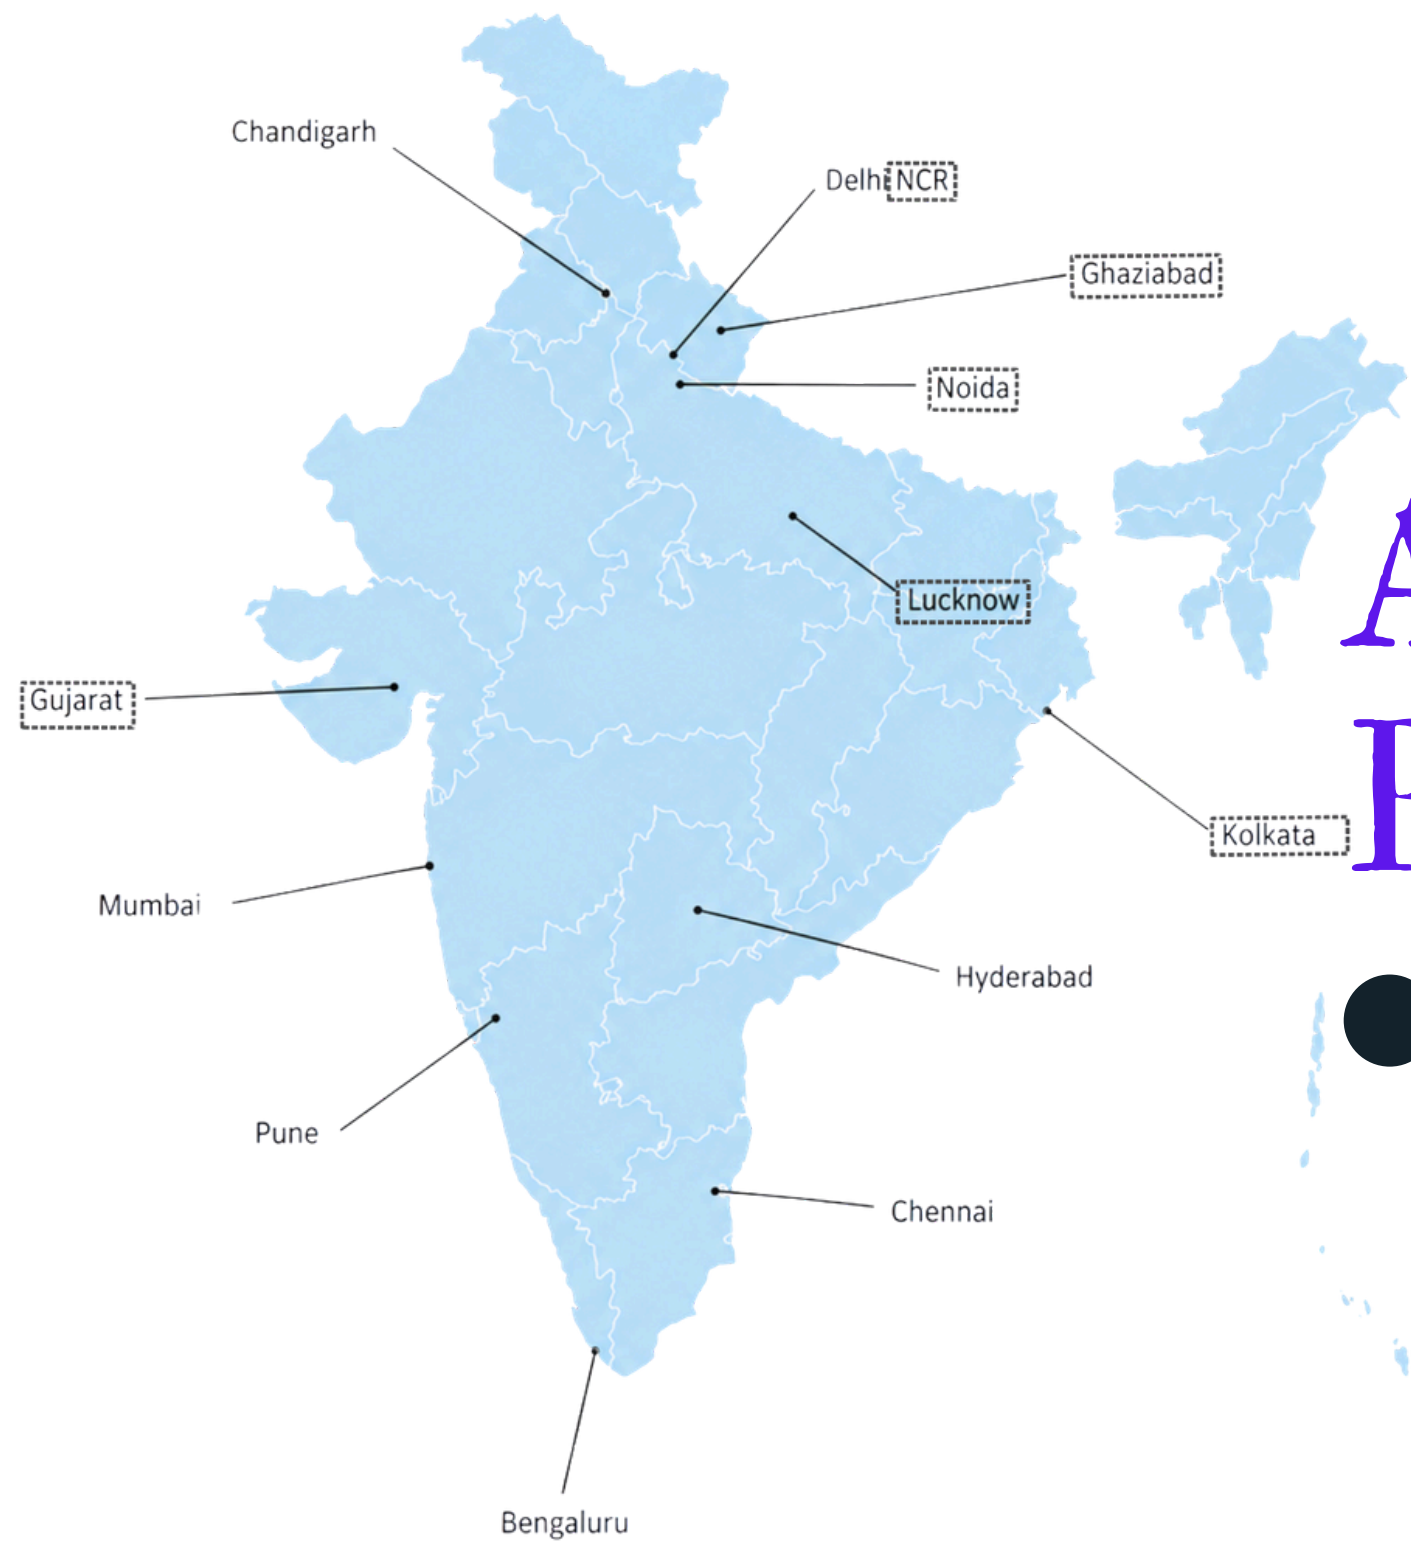 Chandigarh
Delhi NCR
Ghaziabad
Noida
Lucknow
Gujarat
Kolkata
Mumbai
Hyderabad
Pune
Chennai
Bengaluru